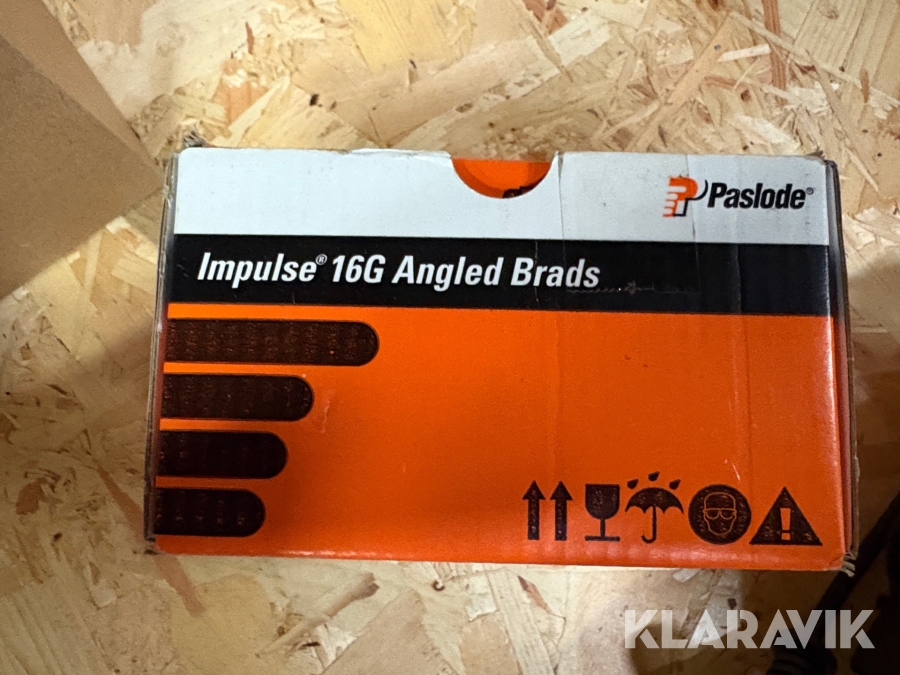 Paslode®
Impulse® 16G Angled Brads
KLARAVIK